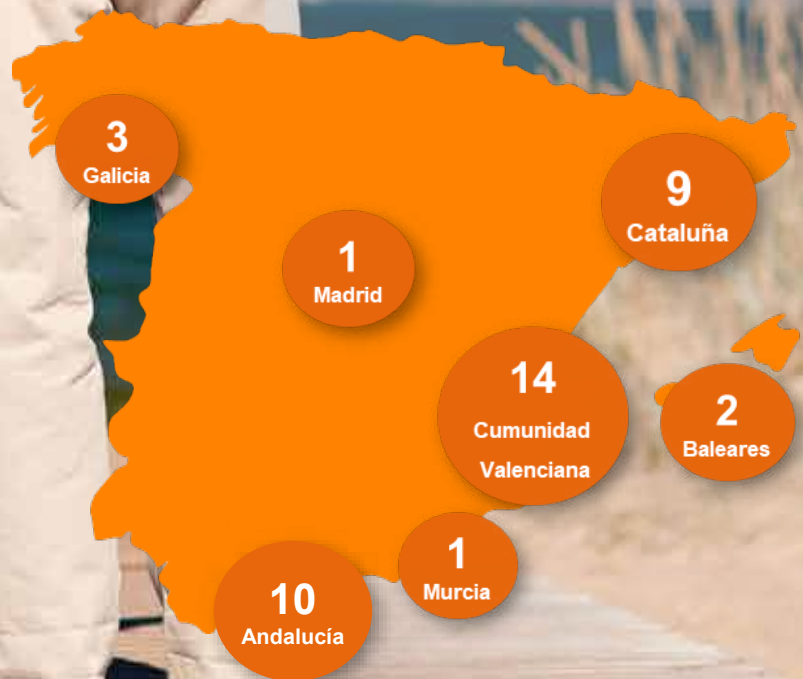 3
Galicia
9
Cataluña
1
Madrid
14
Cumunidad
Valenciana
2
Baleares
1
Murcia
10
Andalucía